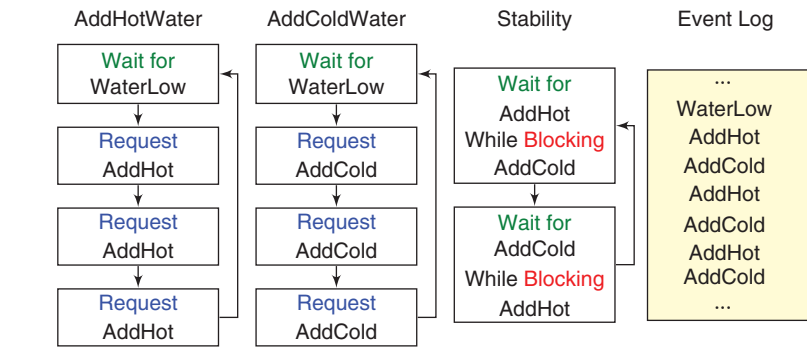 AddHotWater
Wait for
WaterLow
Request
AddHot
Request
AddHot
Request
AddHot
AddColdWater
Wait for
WaterLow
Request
AddCold
Request
AddCold
Request
AddCold
Stability
Wait for
AddHot
While Blocking
AddCold
Wait for
AddCold
While Blocking
AddHot
Event Log
...
WaterLow
AddHot
AddCold
AddHot
AddCold
AddHot
AddCold
...